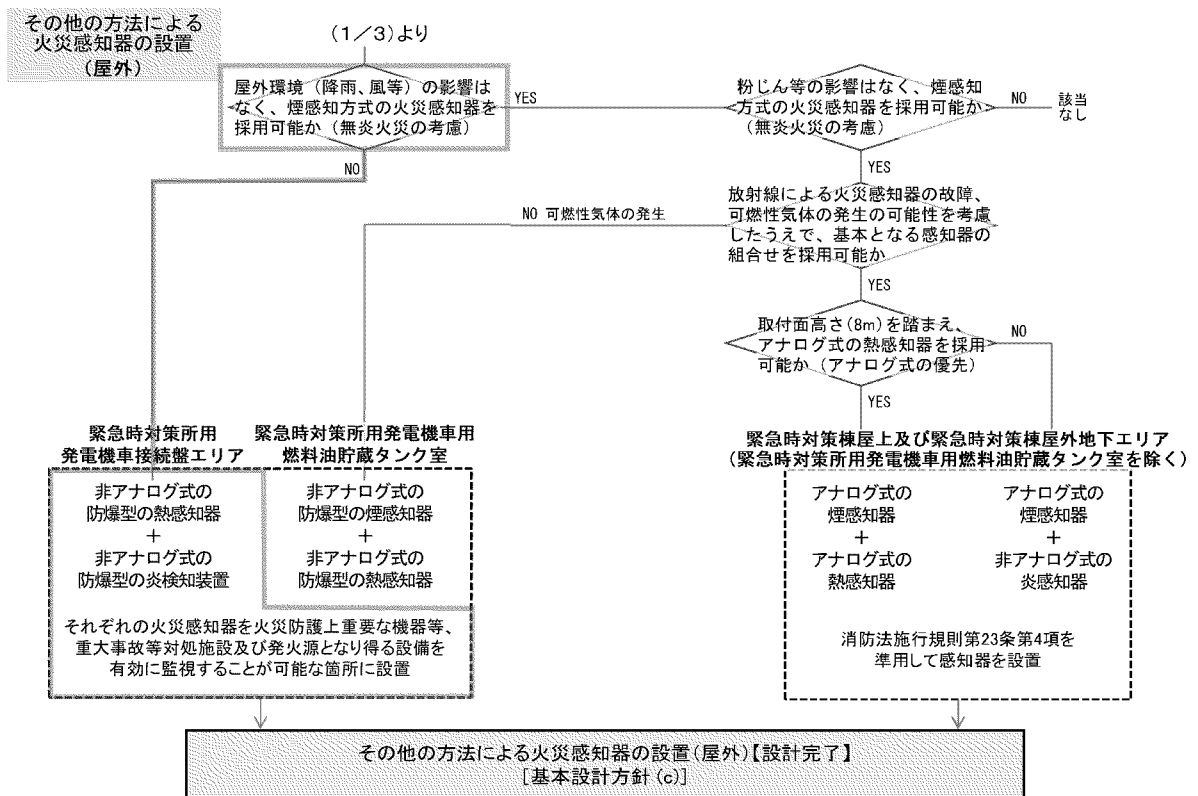 その他の方法による
火災感知器の設置
(屋外)
(1/3)より
屋外環境(降雨、風等)の影響は
なく、煙感知方式の火災感知器を
採用可能か(無炎火災の考慮)
YES
粉じん等の影響はなく、煙感知
方式の火災感知器を採用可能か
(無炎火災の考慮)
NO
該当
なし
NO
YES
放射線による火災感知器の故障、
可燃性気体の発生の可能性を考慮
したうえで、基本となる感知器の
組合せを採用可能か
NO 可燃性気体の発生
YES
取付面高さ(8m)を踏まえ、
アナログ式の熱感知器を採用
可能か(アナログ式の優先)
NO
YES
緊急時対策所用
発電機車接続盤エリア
緊急時対策所用発電機車用
燃料油貯蔵タンク室
緊急時対策棟屋上及び緊急時対策棟屋外地下エリア
(緊急時対策所用発電機車用燃料油貯蔵タンク室を除く)
非アナログ式の
防爆型の熱感知器
+
非アナログ式の
防爆型の炎検知装置
非アナログ式の
防爆型の煙感知器
+
非アナログ式の
防爆型の熱感知器
アナログ式の
煙感知器
+
アナログ式の
熱感知器
アナログ式の
煙感知器
+
非アナログ式の
炎感知器
それぞれの火災感知器を火災防護上重要な機器等、
重大事故等対処施設及び発火源となり得る設備を
有効に監視することが可能な箇所に設置
消防法施行規則第23条第4項を
準用して感知器を設置
その他の方法による火災感知器の設置(屋外)【設計完了】
[基本設計方針(c)]